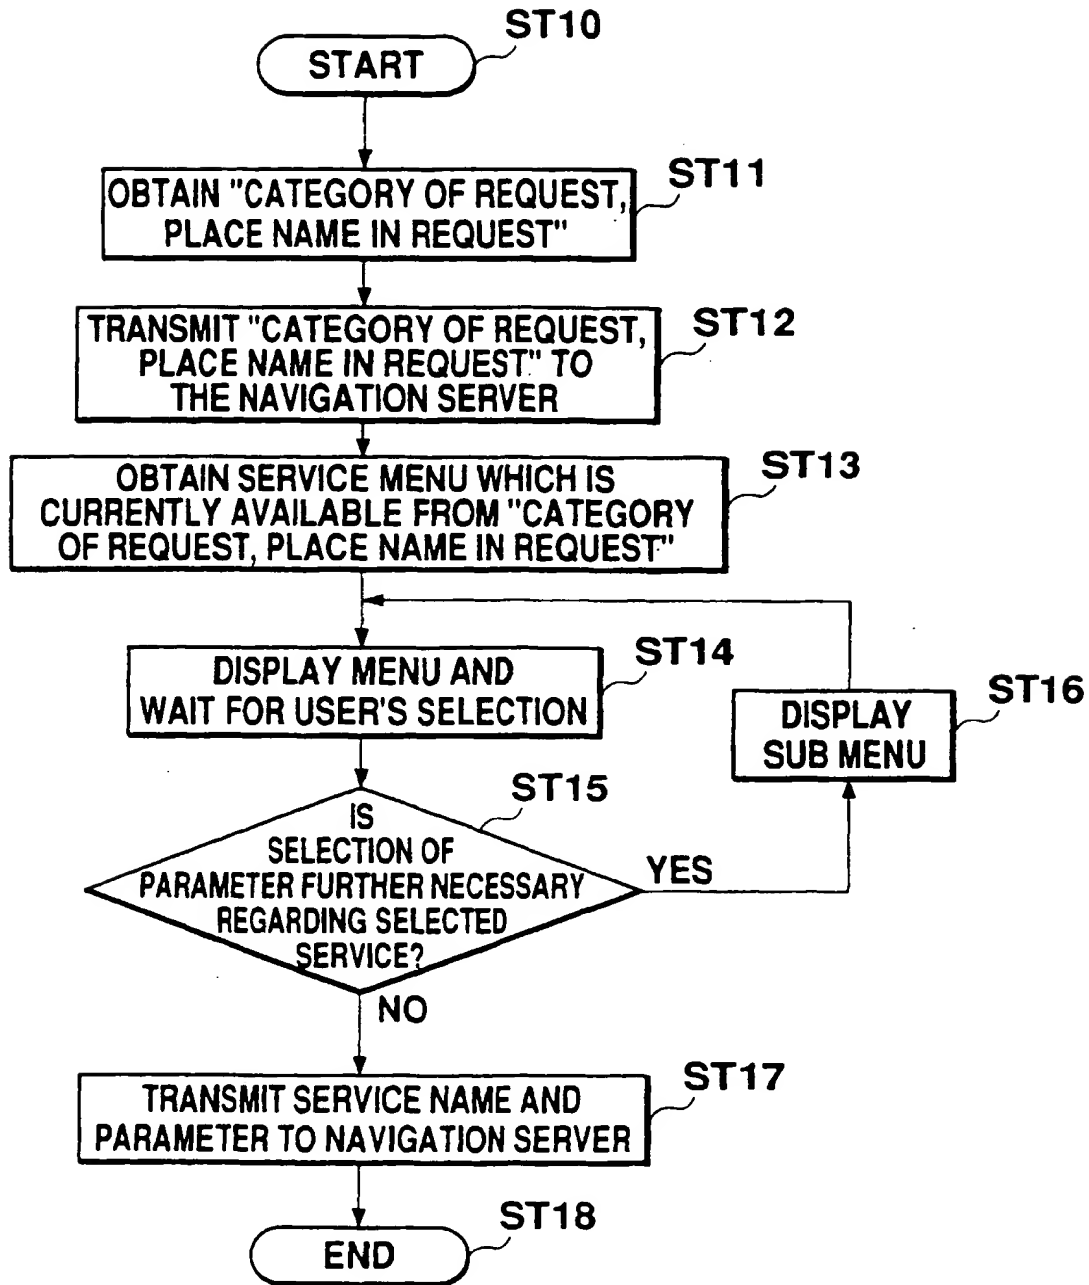 ST10
START
ST11
OBTAIN "CATEGORY OF REQUEST,
PLACE NAME IN REQUEST"
ST12
TRANSMIT "CATEGORY OF REQUEST,
PLACE NAME IN REQUEST" TO
THE NAVIGATION SERVER
ST13
OBTAIN SERVICE MENU WHICH IS
CURRENTLY AVAILABLE FROM "CATEGORY
OF REQUEST, PLACE NAME IN REQUEST"
ST14
DISPLAY MENU AND
WAIT FOR USER'S SELECTION
ST16
DISPLAY
SUB MENU
ST15
IS
SELECTION OF
PARAMETER FURTHER NECESSARY
REGARDING SELECTED
SERVICE?
YES
NO
ST17
TRANSMIT SERVICE NAME AND
PARAMETER TO NAVIGATION SERVER
ST18
END